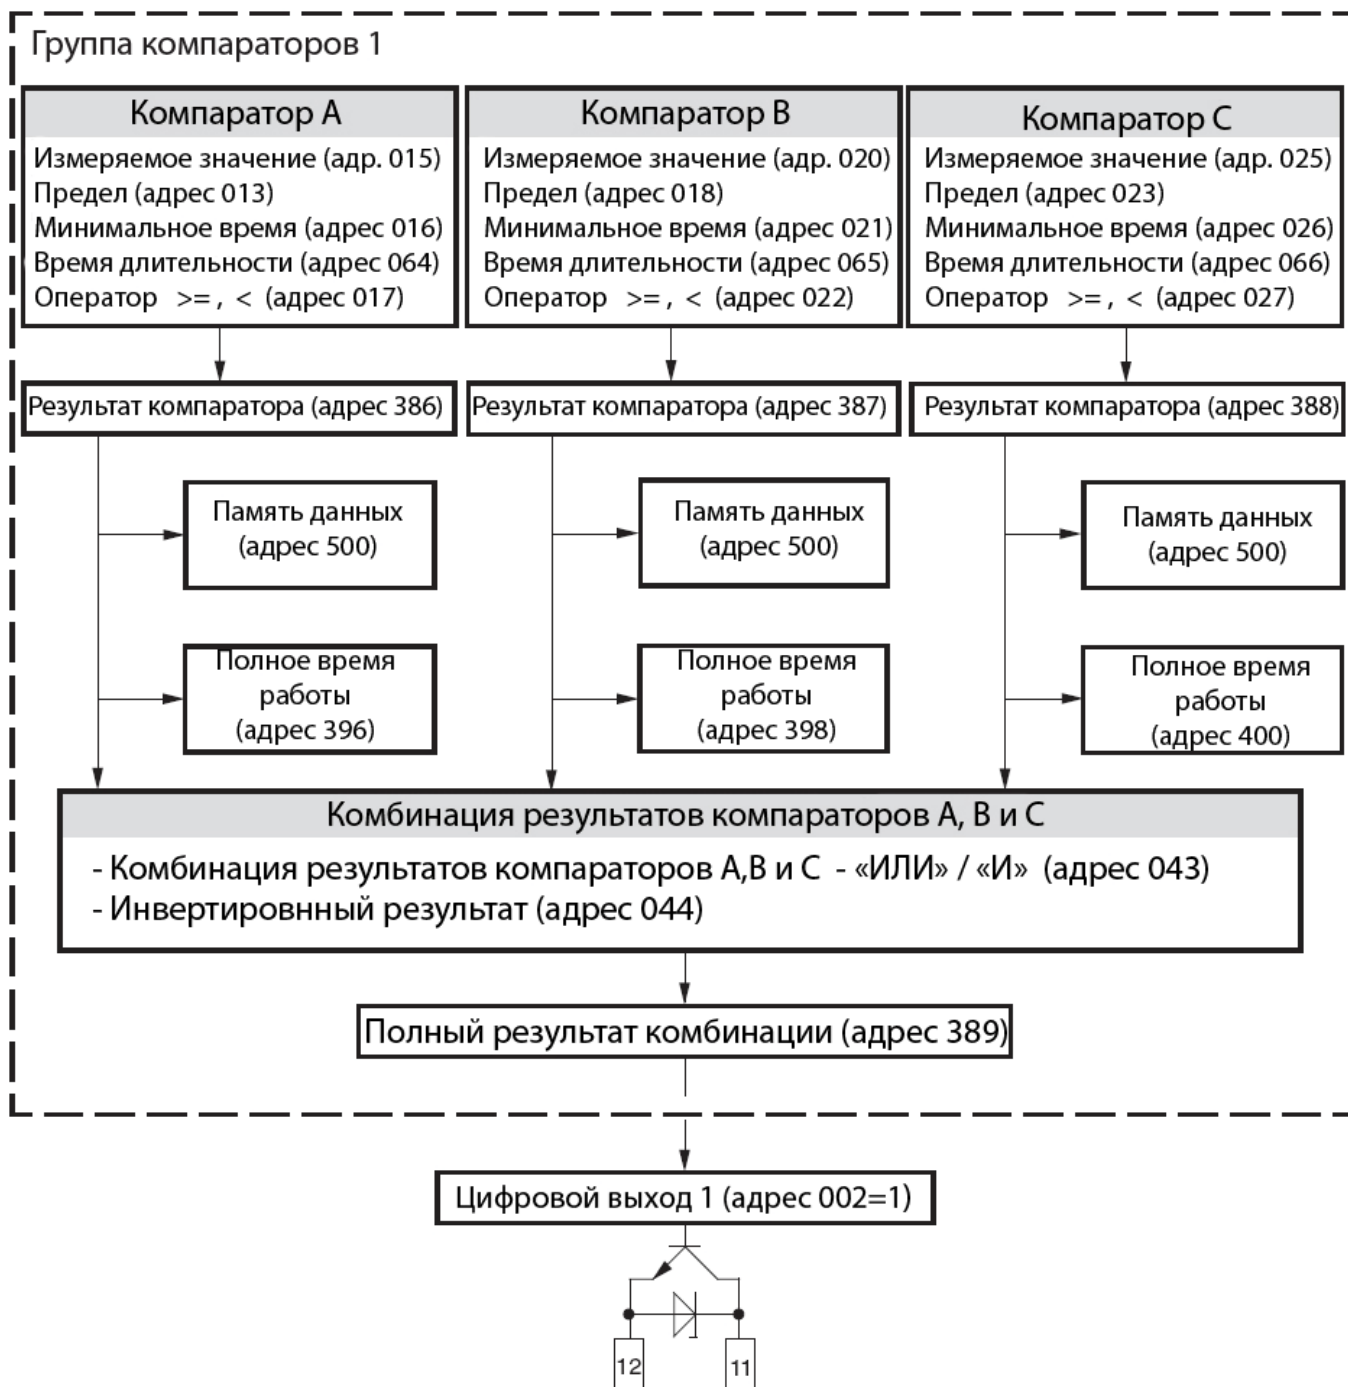 Группа компараторов 1
Компаратор A
Измеряемое значение (адр. 015)
Предел (адрес 013)
Минимальное время (адрес 016)
Время длительности (адрес 064)
Оператор >= , < (адрес 017)
Компаратор B
Измеряемое значение (адр. 020)
Предел (адрес 018)
Минимальное время (адрес 021)
Время длительности (адрес 065)
Оператор >= , < (адрес 022)
Компаратор C
Измеряемое значение (адр. 025)
Предел (адрес 023)
Минимальное время (адрес 026)
Время длительности (адрес 066)
Оператор >= , < (адрес 027)
Результат компаратора (адрес 386)
Результат компаратора (адрес 387)
Результат компаратора (адрес 388)
Память данных
(адрес 500)
Память данных
(адрес 500)
Память данных
(адрес 500)
Полное время
работы
(адрес 396)
Полное время
работы
(адрес 398)
Полное время
работы
(адрес 400)
Комбинация результатов компараторов A, B и C
- Комбинация результатов компараторов A,B и C - «ИЛИ» / «И» (адрес 043)
- Инвертировнный результат (адрес 044)
Полный результат комбинации (адрес 389)
Цифровой выход 1 (адрес 002=1)
12
11